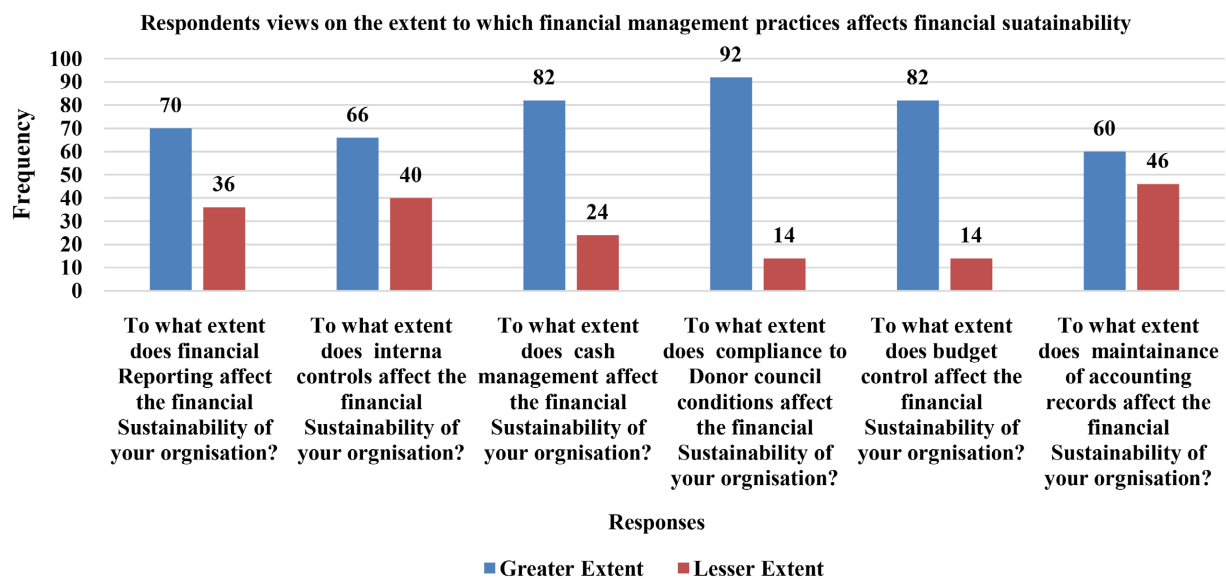 Respondents views on the extent to which financial management practices affects financial suatainability
Frequency
100
90
80
70
60
50
40
30
20
10
0
70
36
66
40
82
24
92
14
82
14
60
46
To what extent
does financial
Reporting affect
the financial
Sustainability of
your orgnisation?
To what extent
does interna
controls affect the
financial
Sustainability of
your orgnisation?
To what extent
does cash
management affect
the financial
Sustainability of
your orgnisation?
To what extent
does compliance to
Donor council
conditions affect
the financial
Sustainability of
your orgnisation?
To what extent
does budget
control affect the
financial
Sustainability of
your orgnisation?
To what extent
does maintainance
of accounting
records affect the
financial
Sustainability of
your orgnisation?
Responses
Greater Extent
Lesser Extent